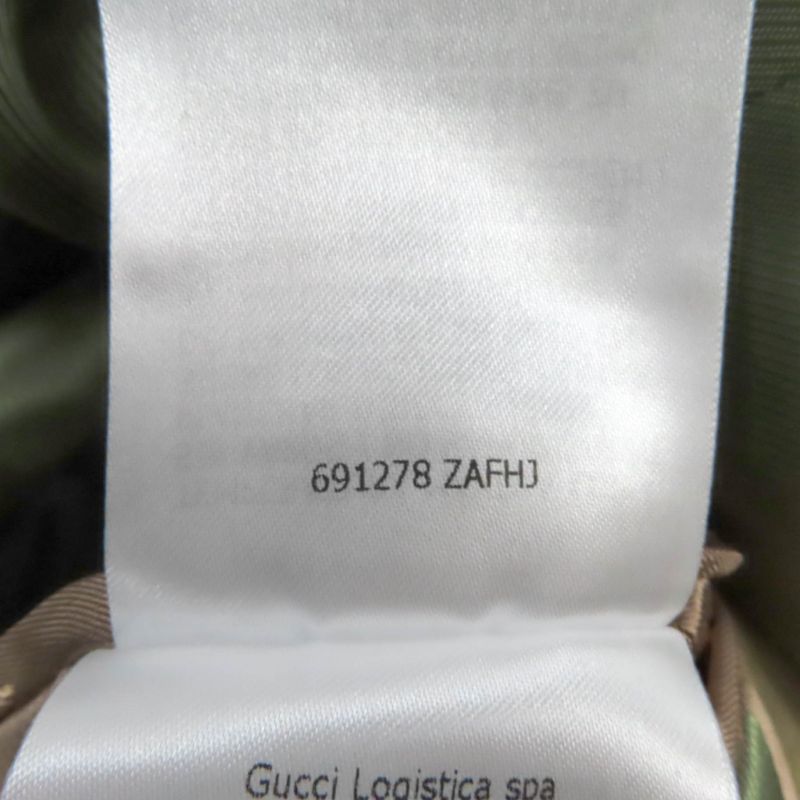 691278 ZAFHJ
Gucci Logistica spa